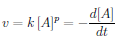 v = k [A]^p = −d[A]/dt